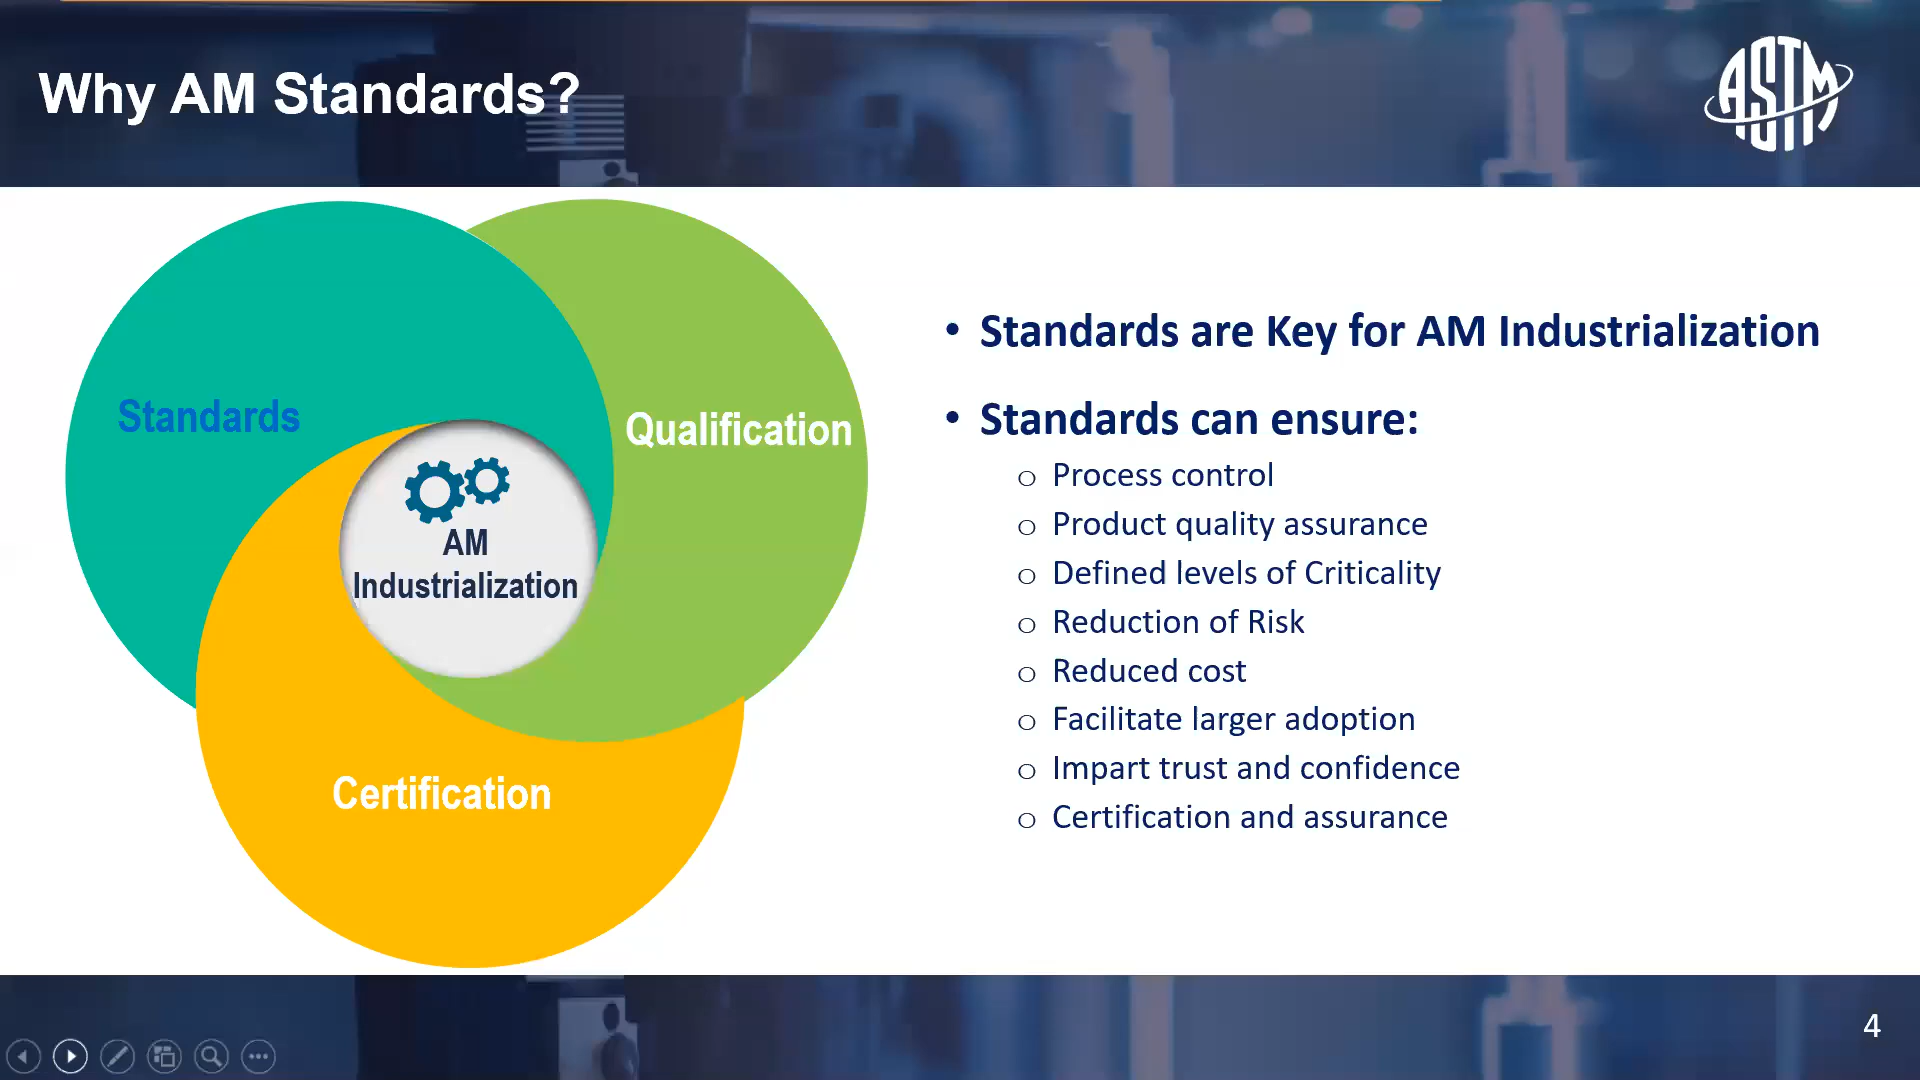 Why AM Standards?
ASTM
Standards
Qualification
AM
Industrialization
Certification
• Standards are Key for AM Industrialization
• Standards can ensure:
o Process control
o Product quality assurance
o Defined levels of Criticality
o Reduction of Risk
o Reduced cost
o Facilitate larger adoption
o Impart trust and confidence
o Certification and assurance
4